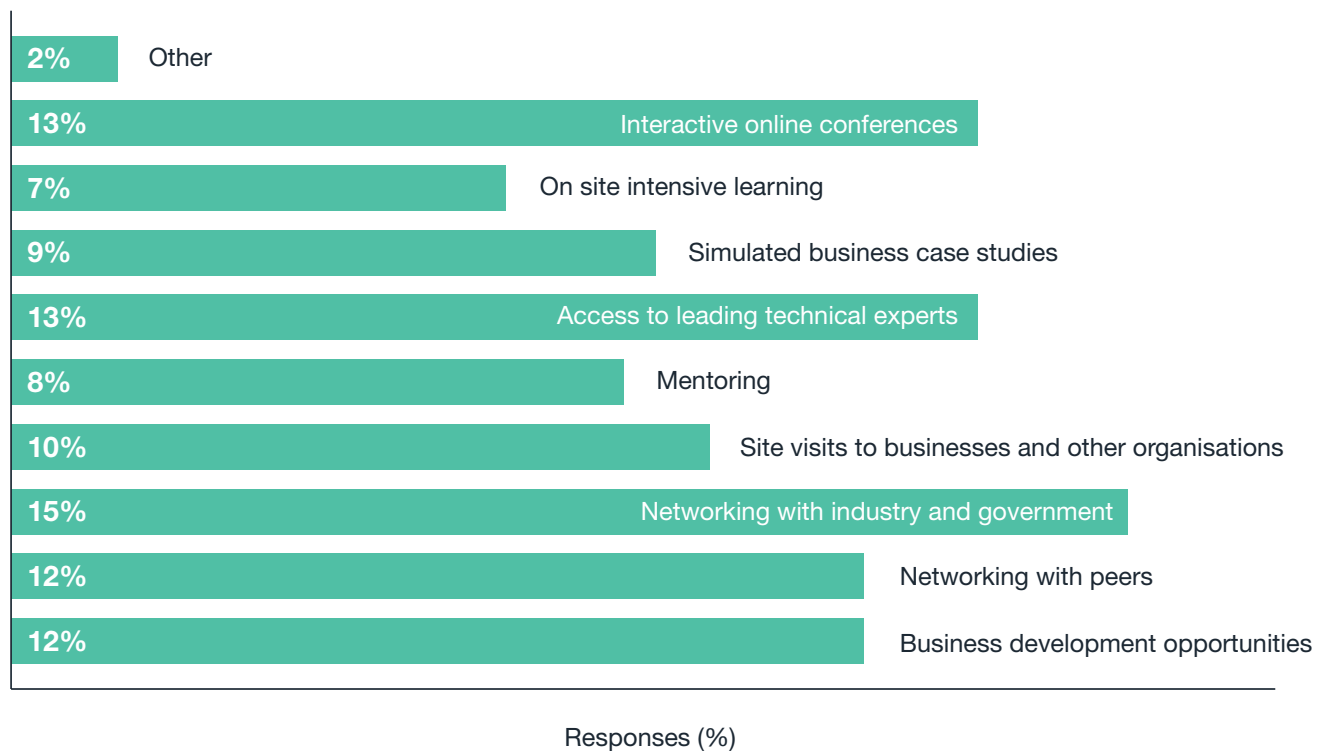 2% Other
13% Interactive online conferences
7% On site intensive learning
9% Simulated business case studies
13% Access to leading technical experts
8% Mentoring
10% Site visits to businesses and other organisations
15% Networking with industry and government
12% Networking with peers
12% Business development opportunities
Responses (%)